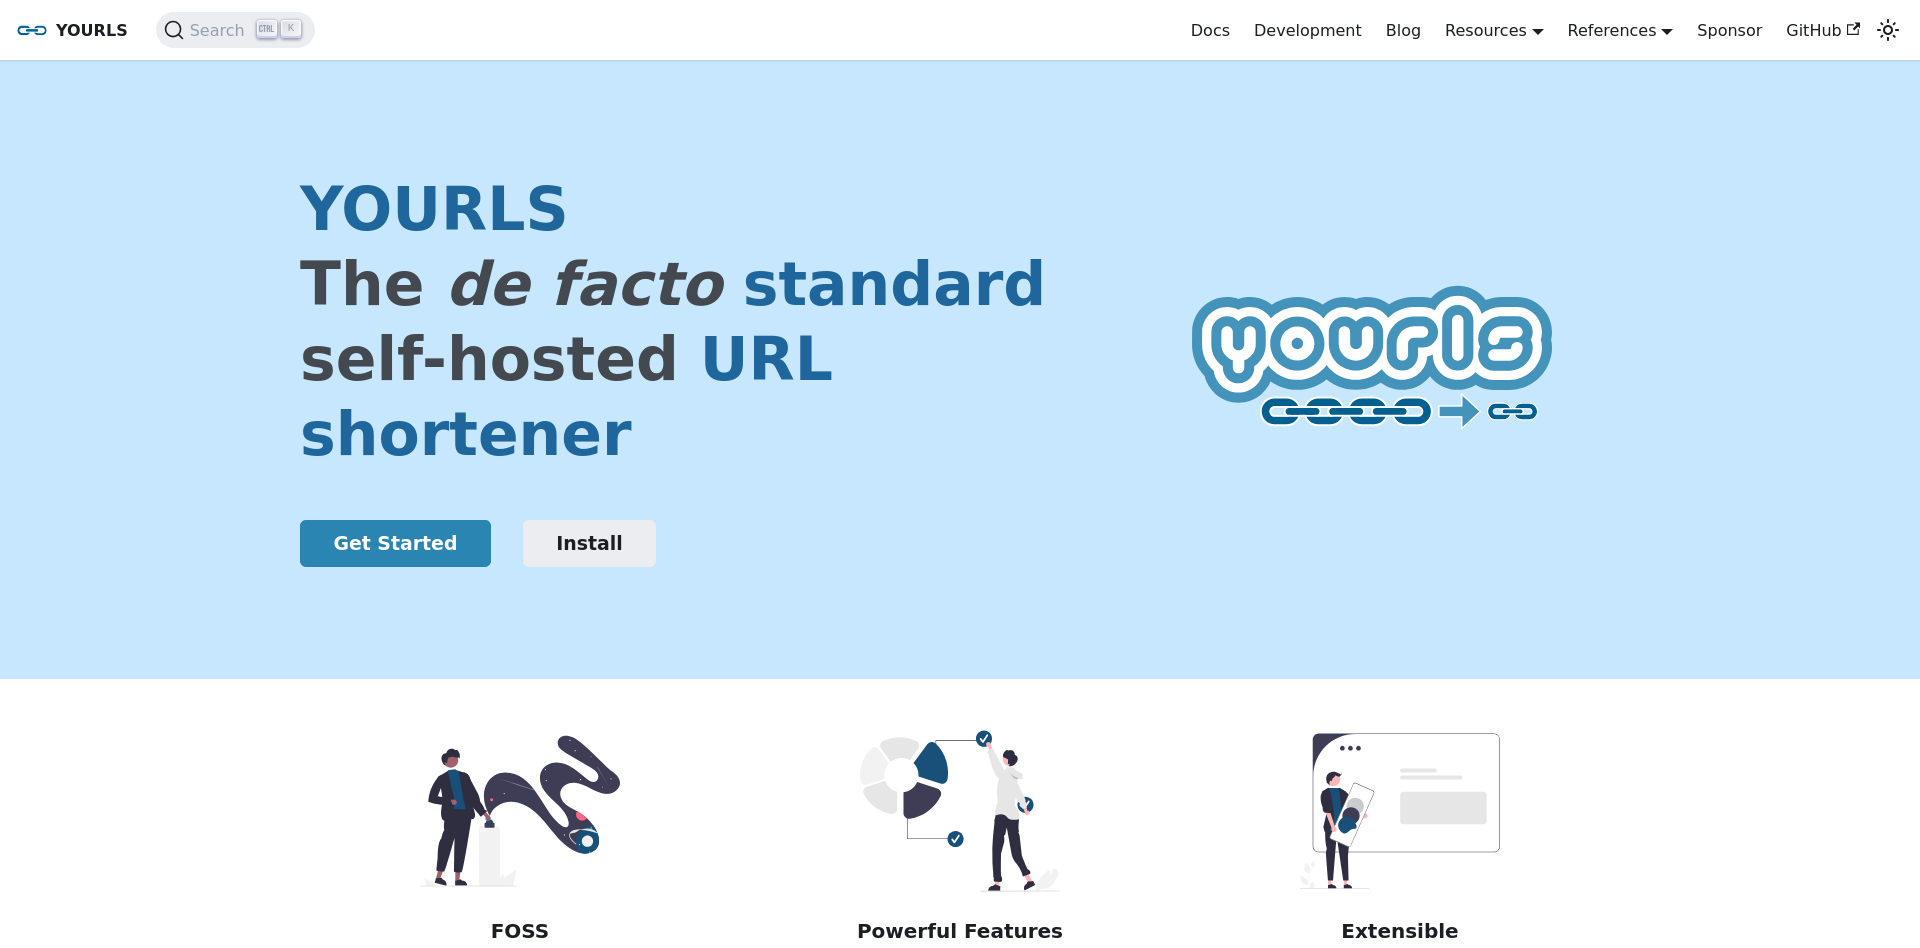 YOURLS
Search CTRL K
Docs
Development
Blog
Resources
References
Sponsor
GitHub
YOURLS
The de facto standard
self-hosted URL
shortener
yourls
Get Started
Install
FOSS
Powerful Features
Extensible